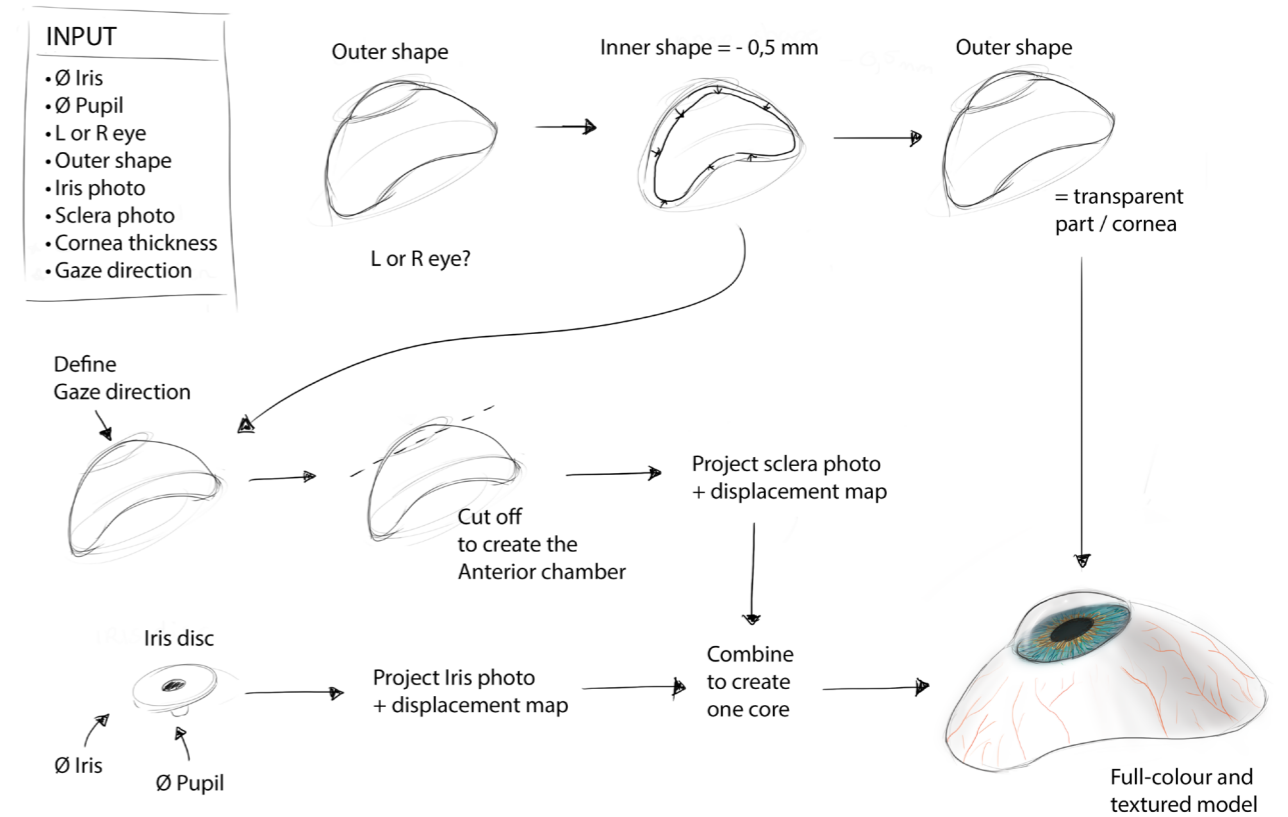 INPUT
• Ø Iris
• Ø Pupil
• L or R eye
• Outer shape
• Iris photo
• Sclera photo
• Cornea thickness
• Gaze direction
Outer shape
L or R eye?
Inner shape = - 0,5 mm
Outer shape
= transparent
part / cornea
Define
Gaze direction
Cut off
to create the
Anterior chamber
Project sclera photo
+ displacement map
Iris disc
Ø Iris
Ø Pupil
Project Iris photo
+ displacement map
Combine
to create
one core
Full-colour and
textured model